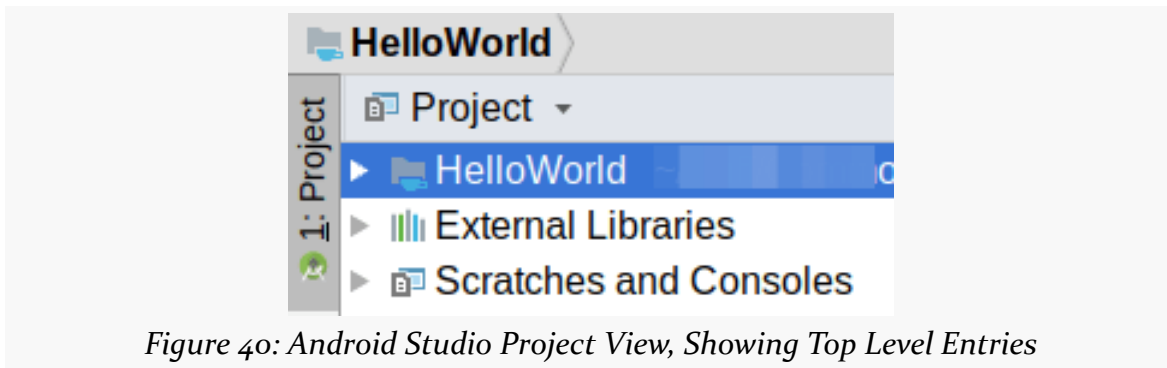 HelloWorld
Project
1: Project
HelloWorld
External Libraries
Scratches and Consoles
Figure 40: Android Studio Project View, Showing Top Level Entries